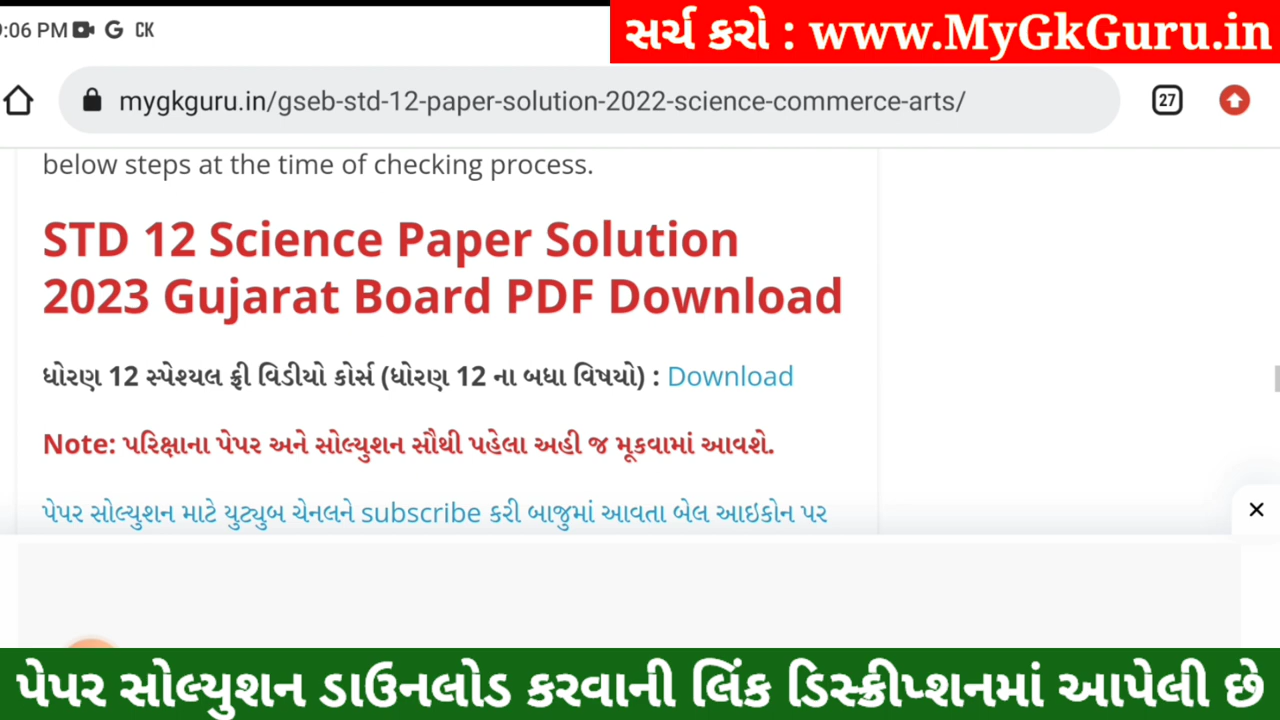 :06 PM G CK
સર્ચ કરો : www.MyGkGuru.in
mygkguru.in/gseb-std-12-paper-solution-2022-science-commerce-arts/
27
below steps at the time of checking process.
STD 12 Science Paper Solution
2023 Gujarat Board PDF Download
ધોરણ 12 સ્પેશ્યલ ફ્રી વિડીયો કોર્સ (ધોરણ 12 ના બધા વિષયો) : Download
Note: પરિક્ષાના પેપર અને સોલ્યુશન સૌથી પહેલા અહી જ મૂકવામાં આવશે.
પેપર સોલ્યુશન માટે યુટ્યુબ ચેનલને subscribe કરી બાજુમાં આવતા બેલ આઇકોન પર
પેપર સોલ્યુશન ડાઉનલોડ કરવાની લિંક ડિસ્ક્રીપ્શનમાં આપેલી છે